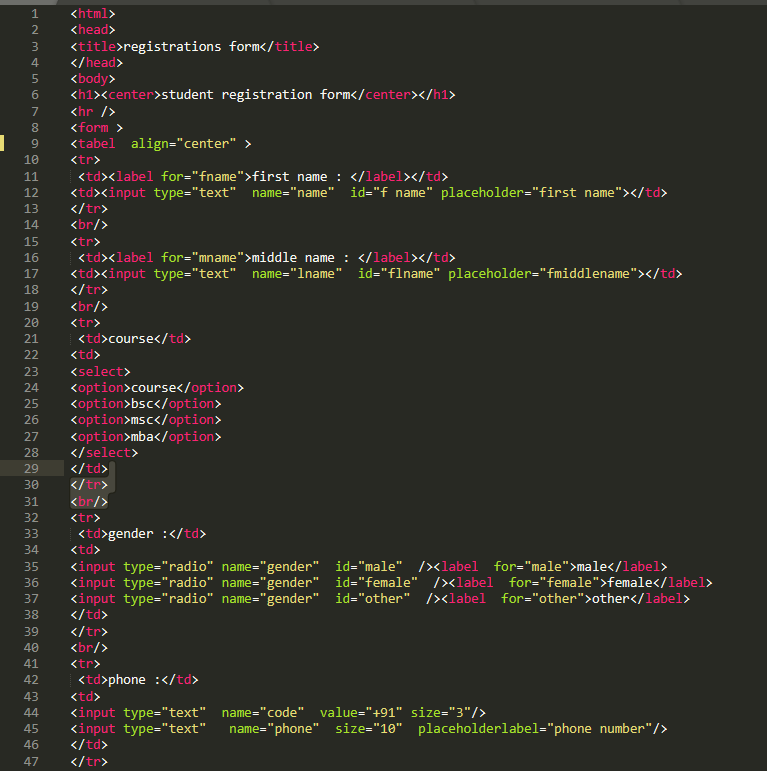 1 <html>
2 <head>
3 <title>registrations form</title>
4 </head>
5 <body>
6 <h1><center>student registration form</center></h1>
7 <hr />
8 <form >
9 <tabel  align="center" >
10 <tr>
11  <td><label for="fname">first name : </label></td>
12 <td><input type="text"  name="name"  id="f name" placeholder="first name"></td>
13 </tr>
14 <br/>
15 <tr>
16  <td><label for="mname">middle name : </label></td>
17 <td><input type="text"  name="lname"  id="flname" placeholder="fmiddlename"></td>
18 </tr>
19 <br/>
20 <tr>
21  <td>course</td>
22 <td>
23 <select>
24 <option>course</option>
25 <option>bsc</option>
26 <option>msc</option>
27 <option>mba</option>
28 </select>
29 </td>
30 </tr>
31 <br/>
32 <tr>
33  <td>gender :</td>
34 <td>
35 <input type="radio" name="gender"  id="male"  /><label  for="male">male</label>
36 <input type="radio" name="gender"  id="female"  /><label  for="female">female</label>
37 <input type="radio" name="gender"  id="other"  /><label  for="other">other</label>
38 </td>
39 </tr>
40 <br/>
41 <tr>
42  <td>phone :</td>
43 <td>
44 <input type="text"  name="code"  value="+91" size="3"/>
45 <input type="text"   name="phone"  size="10"  placeholderlabel="phone number"/>
46 </td>
47 </tr>